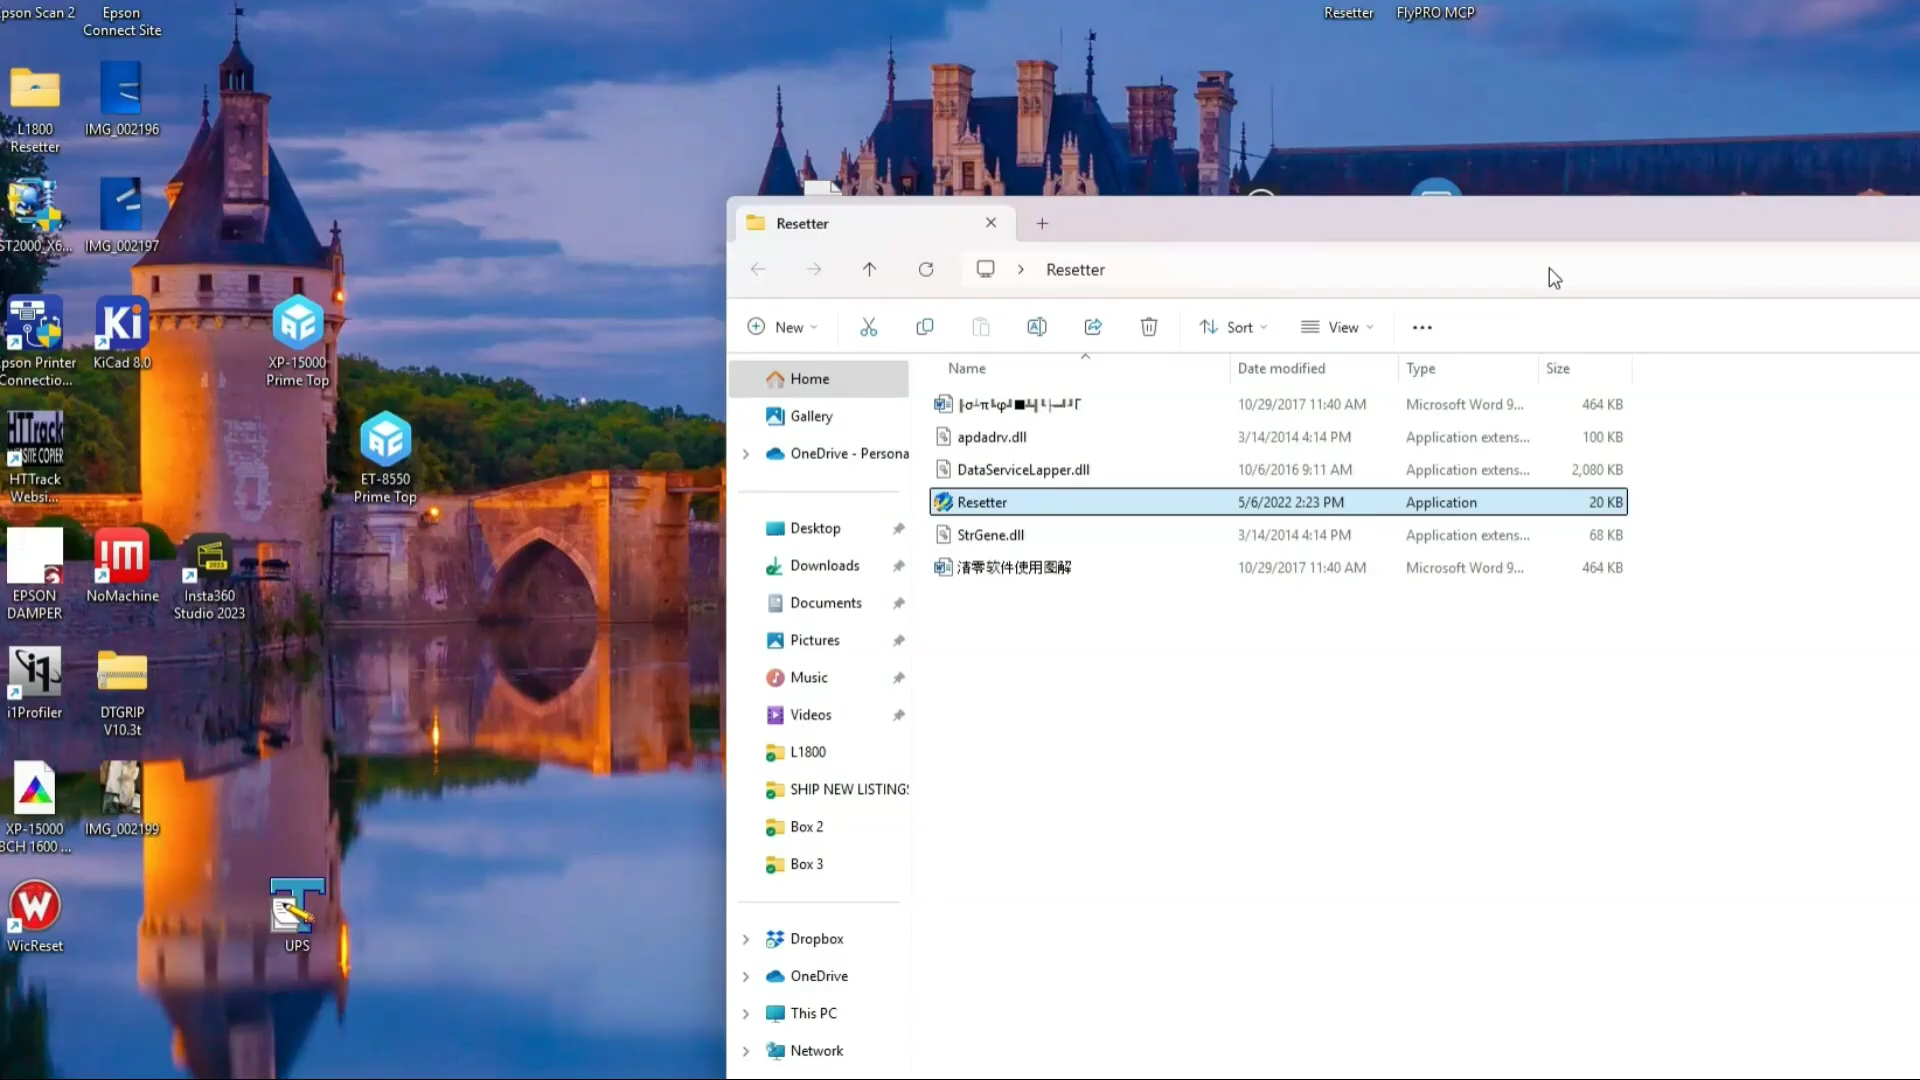 pson Scan 2
Epson
Connect Site
Resetter
FlyPRO MCP
L1800
Resetter
IMG_002196
ST2000_X6...
IMG_002197
pson Printer
Connectio...
Ki
KiCad 8.0
XP-15000
Prime Top
HTTrack
WEBSITE COPIER
HTTrack
Websi...
ET-8550
Prime Top
EPSON
DAMPER
!M
NoMachine
2023
Insta360
Studio 2023
i1
i1Profiler
DTGRIP
V10.3t
XP-15000
BCH 1600 ...
IMG_002199
W
WicReset
UPS
Resetter
Resetter
New
Sort
View
Name
Date modified
Type
Size
10/29/2017 11:40 AM
Microsoft Word 9...
464 KB
apdadrv.dll
3/14/2014 4:14 PM
Application extens...
100 KB
DataServiceLapper.dll
10/6/2016 9:11 AM
Application extens...
2,080 KB
Resetter
5/6/2022 2:23 PM
Application
20 KB
StrGene.dll
3/14/2014 4:14 PM
Application extens...
68 KB
清零软件使用图解
10/29/2017 11:40 AM
Microsoft Word 9...
464 KB
Home
Gallery
OneDrive - Persona
Desktop
Downloads
Documents
Pictures
Music
Videos
L1800
SHIP NEW LISTINGS
Box 2
Box 3
Dropbox
OneDrive
This PC
Network